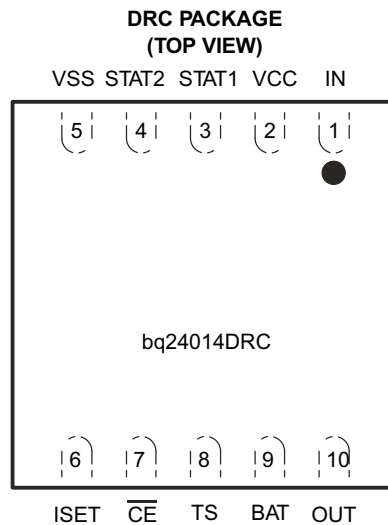 DRC PACKAGE
(TOP VIEW)
VSS STAT2 STAT1 VCC IN
5 4 3 2 1
bq24014DRC
6 7 8 9 10
ISET C̅E̅ TS BAT OUT